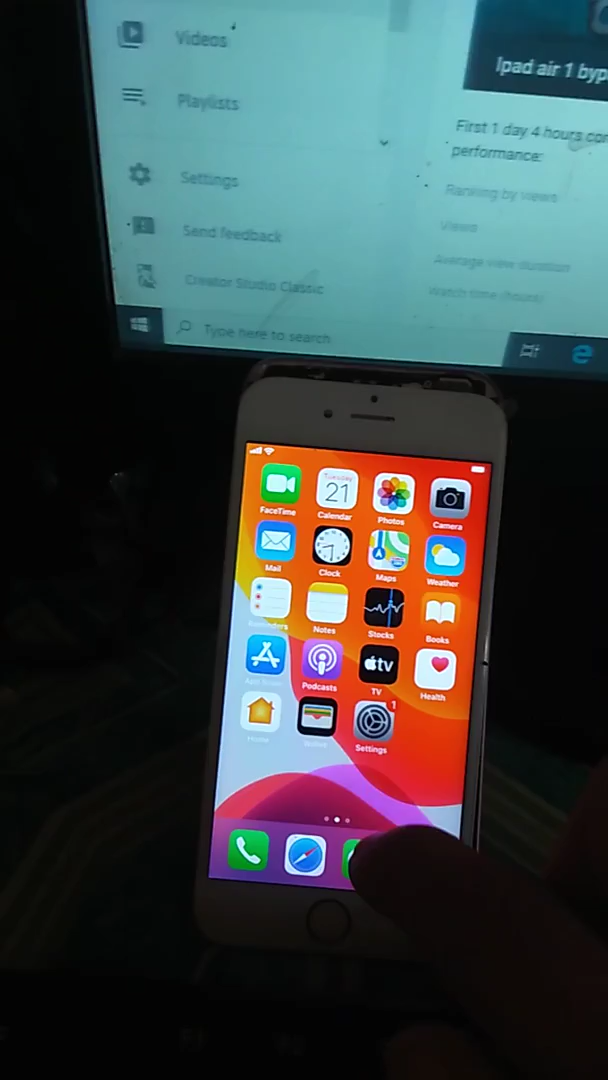 Videos
Playlists
Settings
Send feedback
Creator Studio Classic
Ipad air 1 byp
First 1 day 4 hours
performance:
Ranking by views
Views
Average view duration
Watch time (hours)
Type here to search
FaceTime
Tuesday
21
Calendar
Photos
Camera
Mail
Clock
Maps
Weather
Reminders
Notes
Stocks
Books
App Store
Podcasts
tv
TV
Health
Home
Wallet
1
Settings